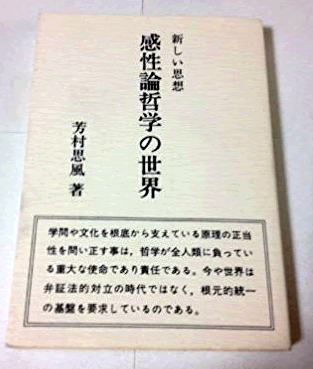 新しい思想
感性論哲学の世界
芳村思風 著
学問や文化を根底から支えている原理の正当
性を問い正す事は，哲学が全人類に負ってい
る重大な使命であり責任である。今や世界は
弁証法的対立の時代ではなく，根元的統一
の基盤を要求しているのである。